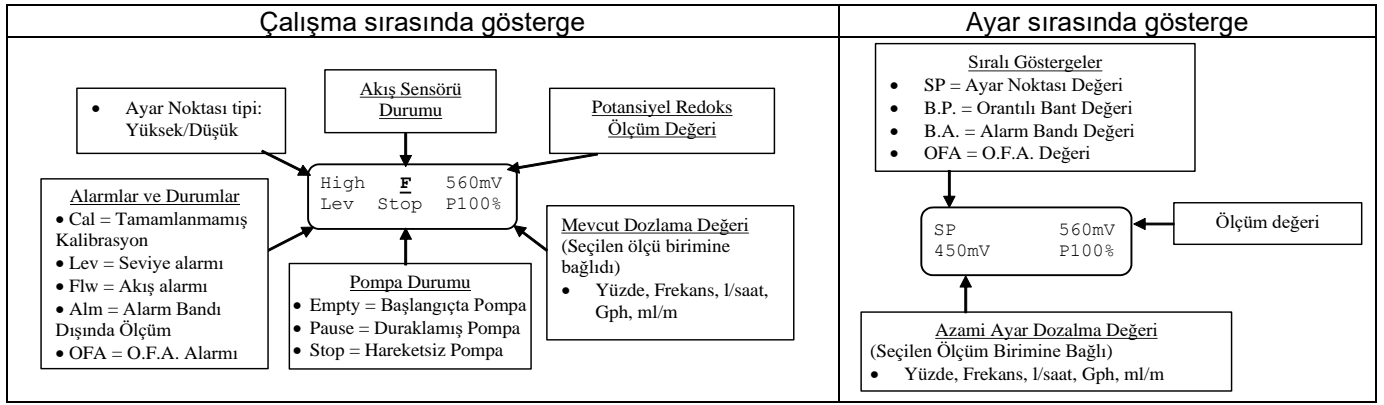 Çalışma sırasında gösterge
Ayar sırasında gösterge
• Ayar Noktası tipi:
Yüksek/Düşük
Akış Sensörü
Durumu
Potansiyel Redoks
Ölçüm Değeri
High F 560mV
Lev Stop P100%
Alarmlar ve Durumlar
• Cal = Tamamlanmamış
Kalibrasyon
• Lev = Seviye alarmı
• Flw = Akış alarmı
• Alm = Alarm Bandı
Dışında Ölçüm
• OFA = O.F.A. Alarmı
Pompa Durumu
• Empty = Başlangıçta Pompa
• Pause = Duraklamış Pompa
• Stop = Hareketsiz Pompa
Mevcut Dozlama Değeri
(Seçilen ölçü birimine
bağlıdı)
• Yüzde, Frekans, l/saat,
Gph, ml/m
Sıralı Göstergeler
• SP = Ayar Noktası Değeri
• B.P. = Orantılı Bant Değeri
• B.A. = Alarm Bandı Değeri
• OFA = O.F.A. Değeri
SP 560mV
450mV P100%
Ölçüm değeri
Azami Ayar Dozalma Değeri
(Seçilen Ölçüm Birimine Bağlı)
• Yüzde, Frekans, l/saat, Gph, ml/m